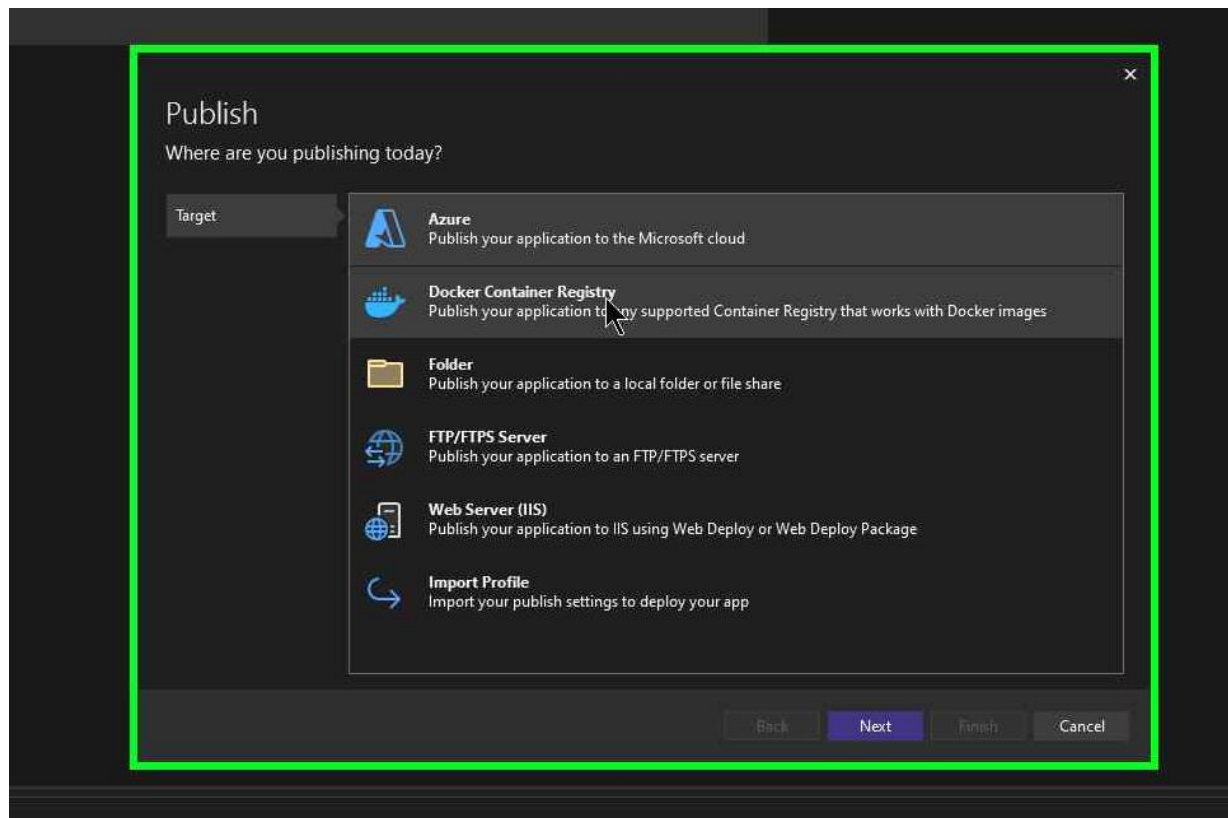 Publish
Where are you publishing today?
Target
Azure
Publish your application to the Microsoft cloud
Docker Container Registry
Publish your application to any supported Container Registry that works with Docker images
Folder
Publish your application to a local folder or file share
FTP/FTPS Server
Publish your application to an FTP/FTPS server
Web Server (IIS)
Publish your application to IIS using Web Deploy or Web Deploy Package
Import Profile
Import your publish settings to deploy your app
Back
Next
Finish
Cancel